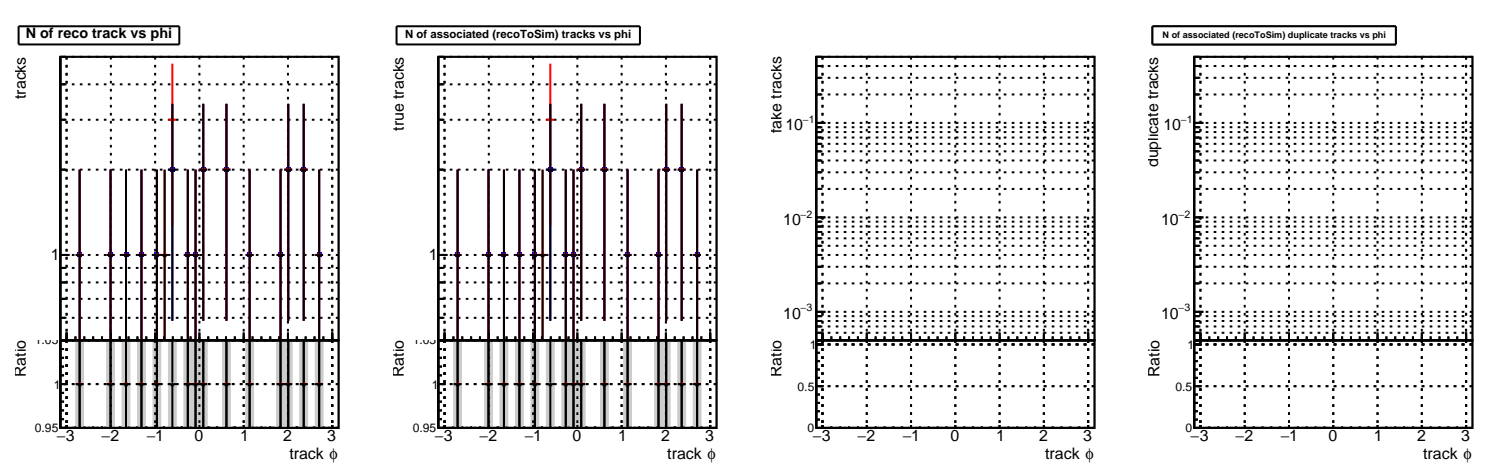 N of reco track vs phi
tracks
1
Ratio
1.05
1
0.95
−3 −2 −1 0 1 2 3
track ϕ
N of associated (recoToSim) tracks vs phi
true tracks
1
Ratio
1.05
1
0.95
−3 −2 −1 0 1 2 3
track ϕ
fake tracks
10⁻¹
10⁻²
10⁻³
Ratio
1
0.5
0
−3 −2 −1 0 1 2 3
track ϕ
N of associated (recoToSim) duplicate tracks vs phi
duplicate tracks
10⁻¹
10⁻²
10⁻³
Ratio
1
0.5
0
−3 −2 −1 0 1 2 3
track ϕ